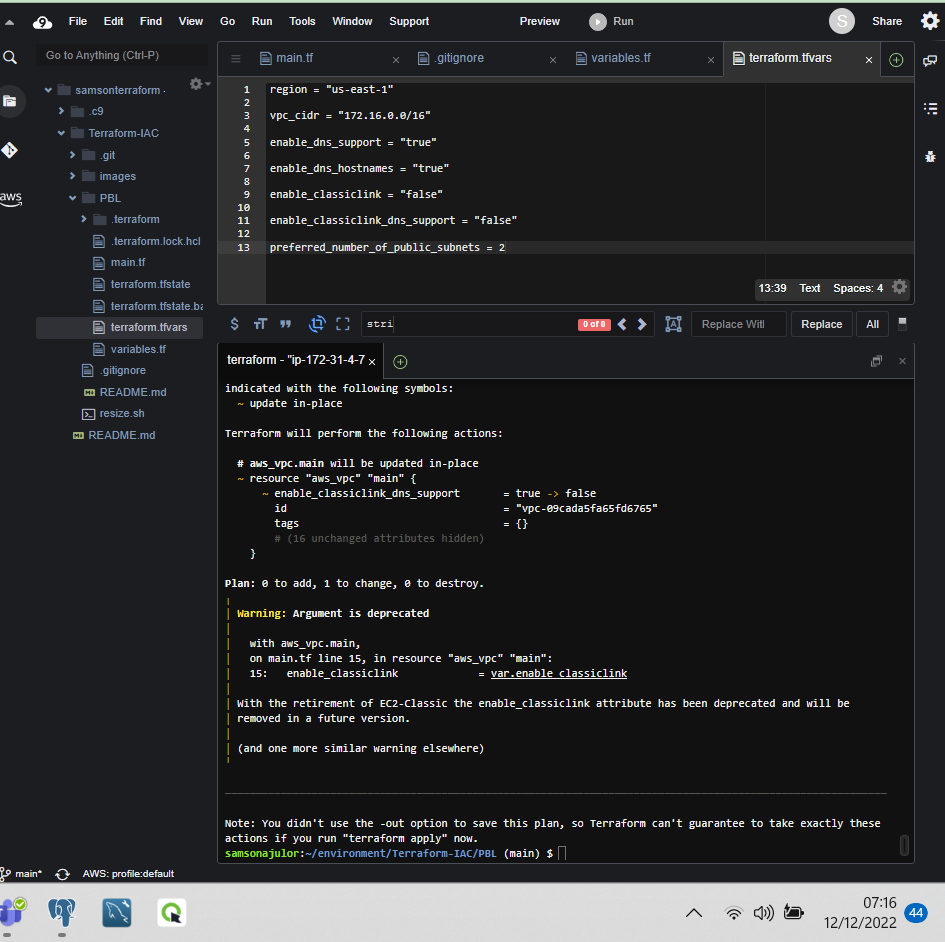 File Edit Find View Go Run Tools Window Support Preview Run S Share
Go to Anything (Ctrl-P)
main.tf × .gitignore × variables.tf × terraform.tfvars ×
samsonterraform -
.c9
Terraform-IAC
.git
images
PBL
.terraform
.terraform.lock.hcl
main.tf
terraform.tfstate
terraform.tfstate.ba
terraform.tfvars
variables.tf
.gitignore
README.md
resize.sh
README.md
aws
1 region = "us-east-1"
2
3 vpc_cidr = "172.16.0.0/16"
4
5 enable_dns_support = "true"
6
7 enable_dns_hostnames = "true"
8
9 enable_classiclink = "false"
10
11 enable_classiclink_dns_support = "false"
12
13 preferred_number_of_public_subnets = 2
13:39 Text Spaces: 4
stri 0 of 0 Replace Witl Replace All
terraform - "ip-172-31-4-7 ×
indicated with the following symbols:
~ update in-place
Terraform will perform the following actions:
# aws_vpc.main will be updated in-place
~ resource "aws_vpc" "main" {
~ enable_classiclink_dns_support = true -> false
id = "vpc-09cada5fa65fd6765"
tags = {}
# (16 unchanged attributes hidden)
}
Plan: 0 to add, 1 to change, 0 to destroy.
Warning: Argument is deprecated
with aws_vpc.main,
on main.tf line 15, in resource "aws_vpc" "main":
15: enable_classiclink = var.enable_classiclink
With the retirement of EC2-Classic the enable_classiclink attribute has been deprecated and will be
removed in a future version.
(and one more similar warning elsewhere)
Note: You didn't use the -out option to save this plan, so Terraform can't guarantee to take exactly these
actions if you run "terraform apply" now.
samsonajulor:~/environment/Terraform-IAC/PBL (main) $
main* AWS: profile:default
07:16
12/12/2022
44